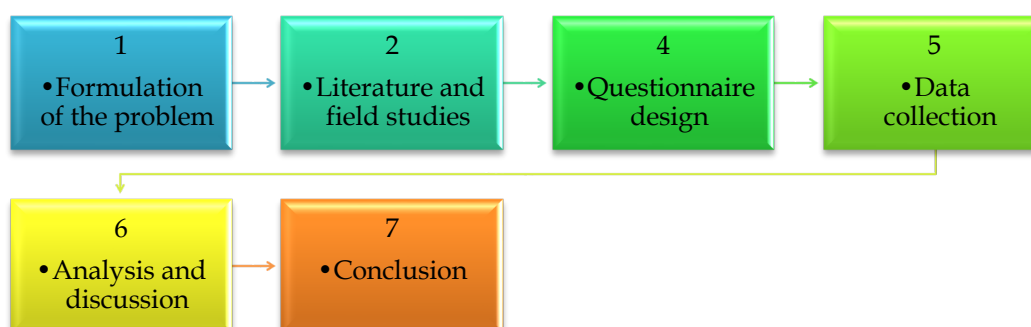 1
•Formulation
of the problem
2
•Literature and
field studies
4
•Questionnaire
design
5
•Data
collection
6
•Analysis and
discussion
7
•Conclusion